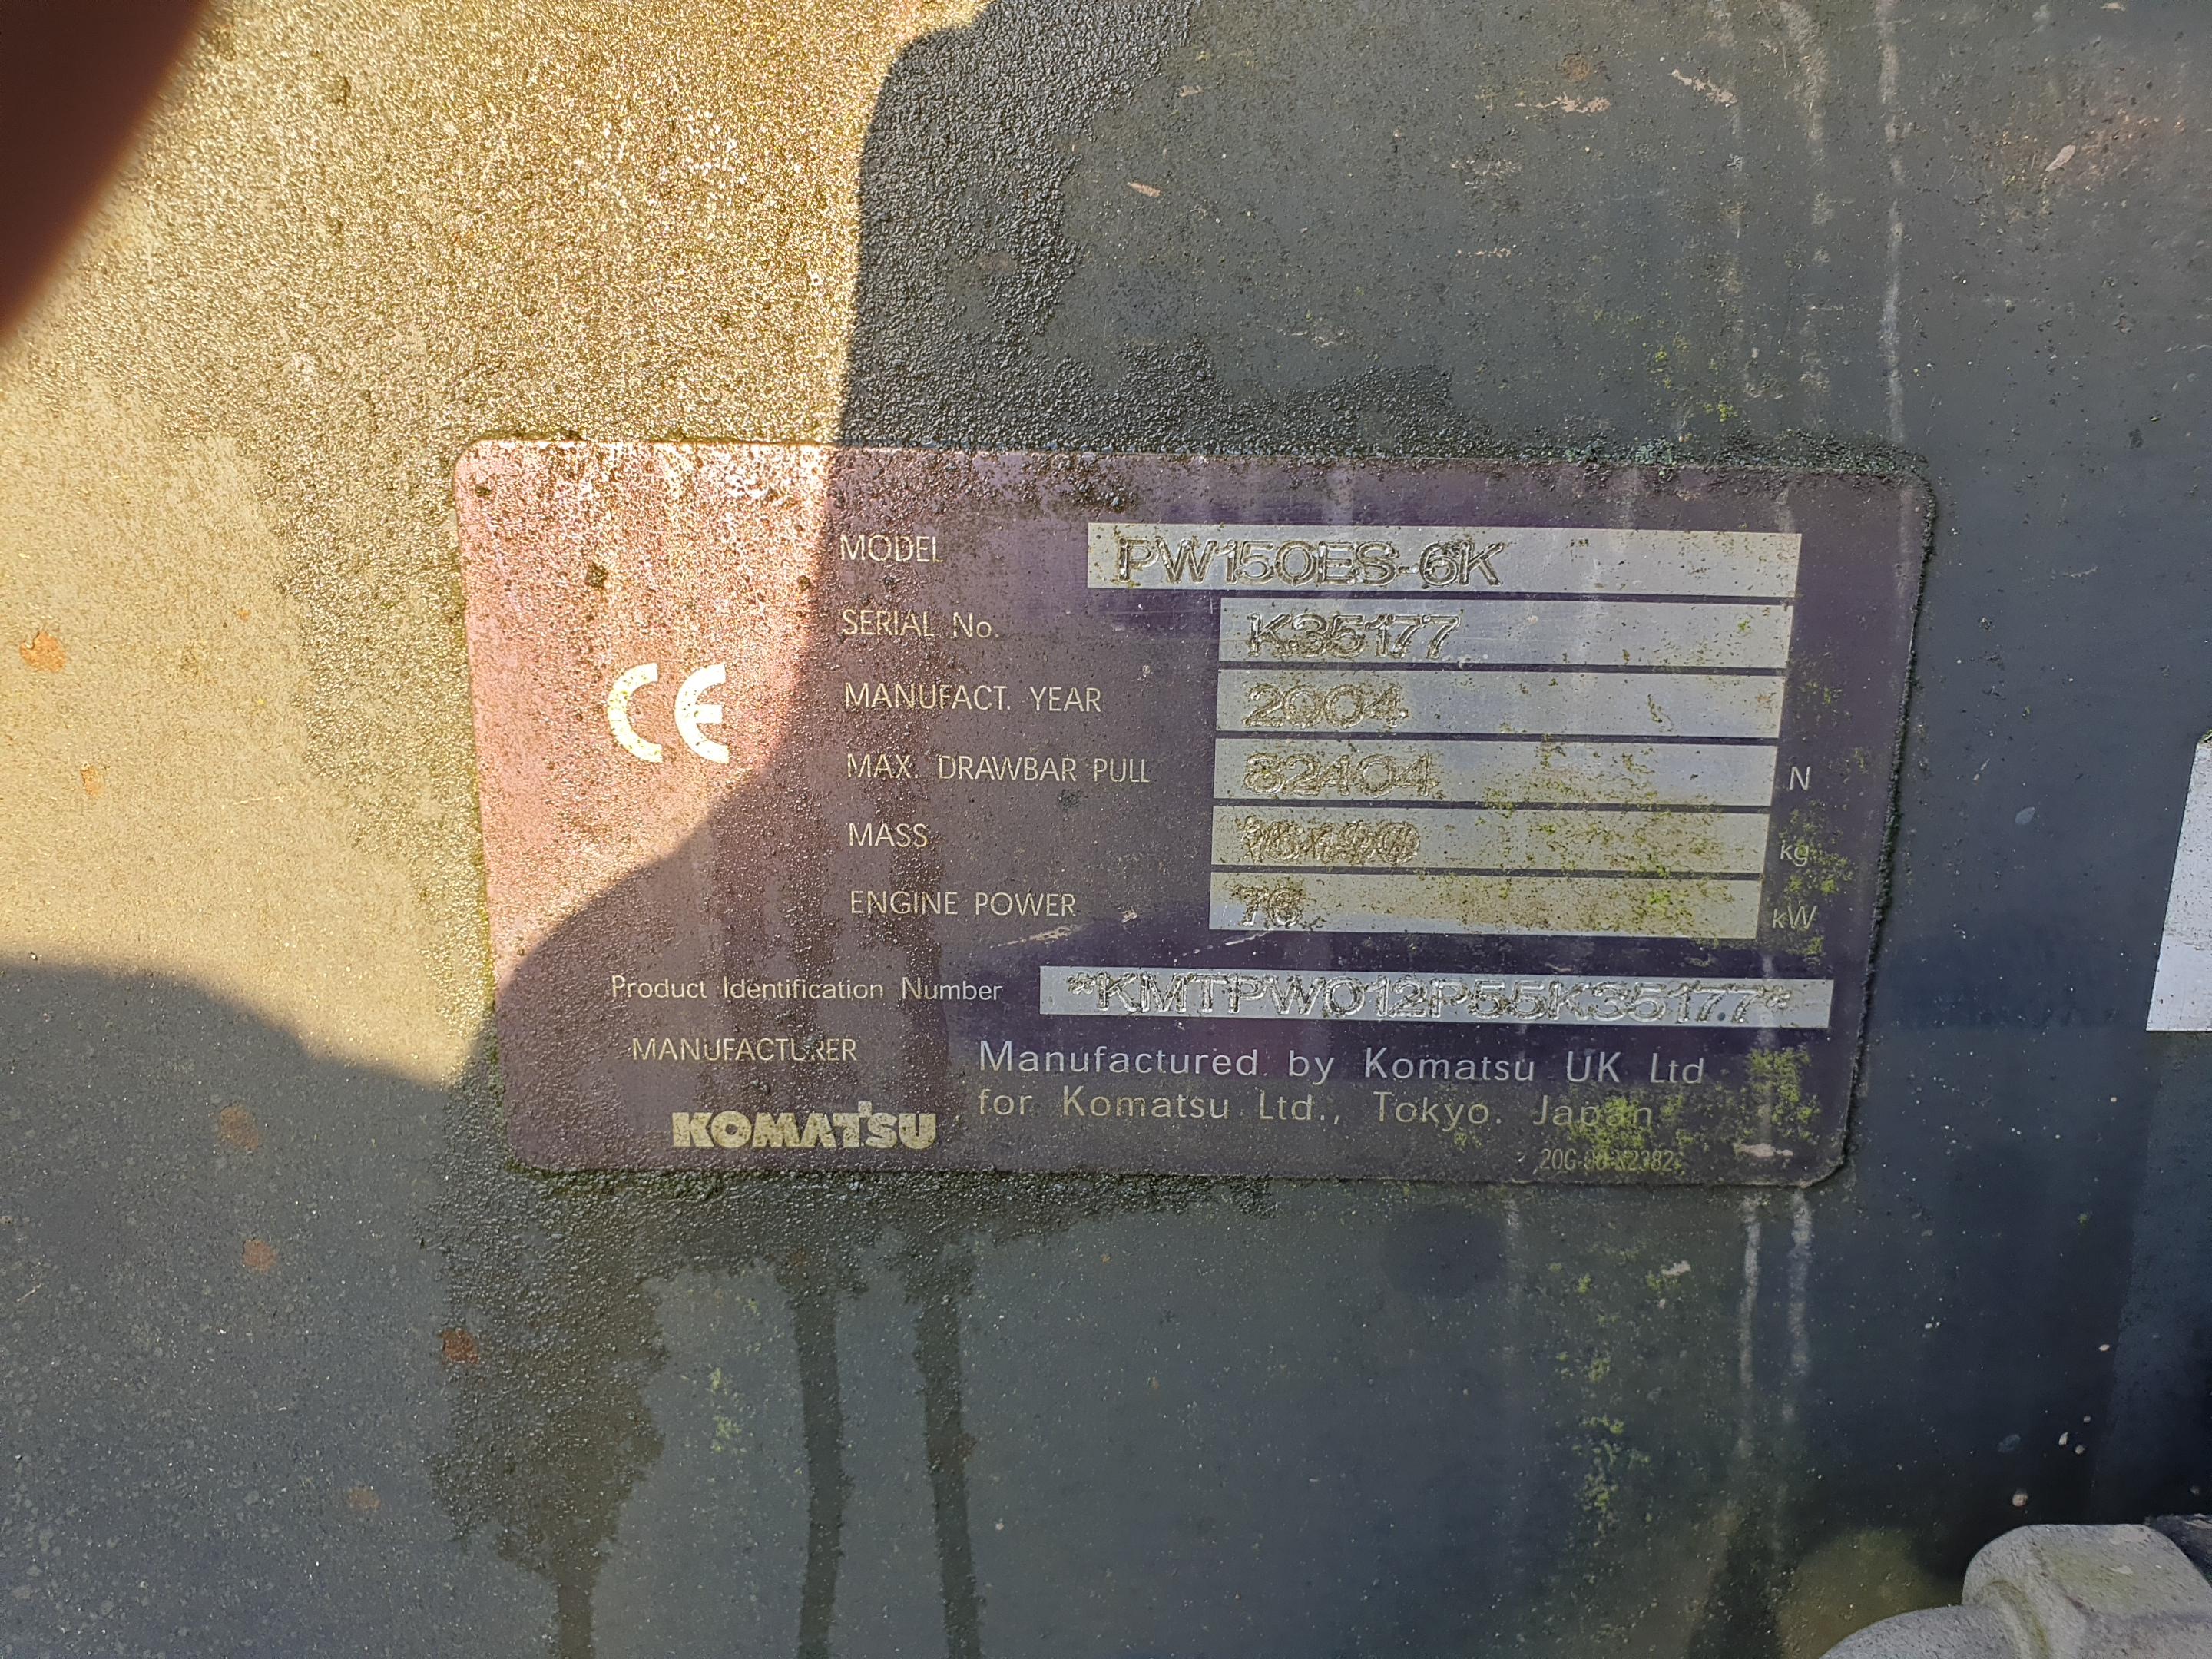 MODEL PW150ES-6K
SERIAL No. K35177
MANUFACT. YEAR 2004
CE
MAX. DRAWBAR PULL 82404 N
MASS kg
ENGINE POWER 76 kW
Product Identification Number *KMTPW012P55K35177*
MANUFACTURER Manufactured by Komatsu UK Ltd
for Komatsu Ltd., Tokyo. Japan
KOMATSU